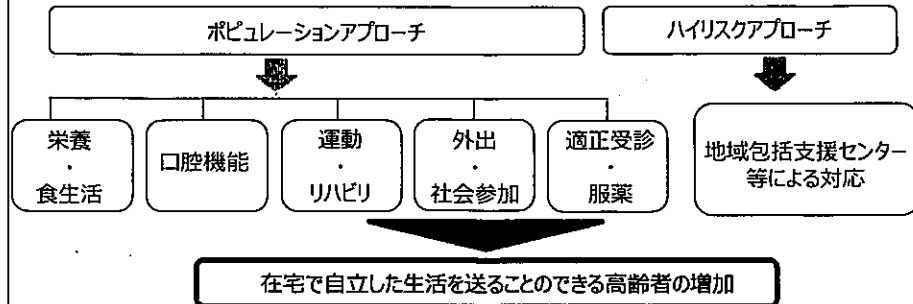 ポピュレーションアプローチ
ハイリスクアプローチ
栄養
・
食生活
口腔機能
運動
・
リハビリ
外出
・
社会参加
適正受診
・
服薬
地域包括支援センター
等による対応
在宅で自立した生活を送ることのできる高齢者の増加